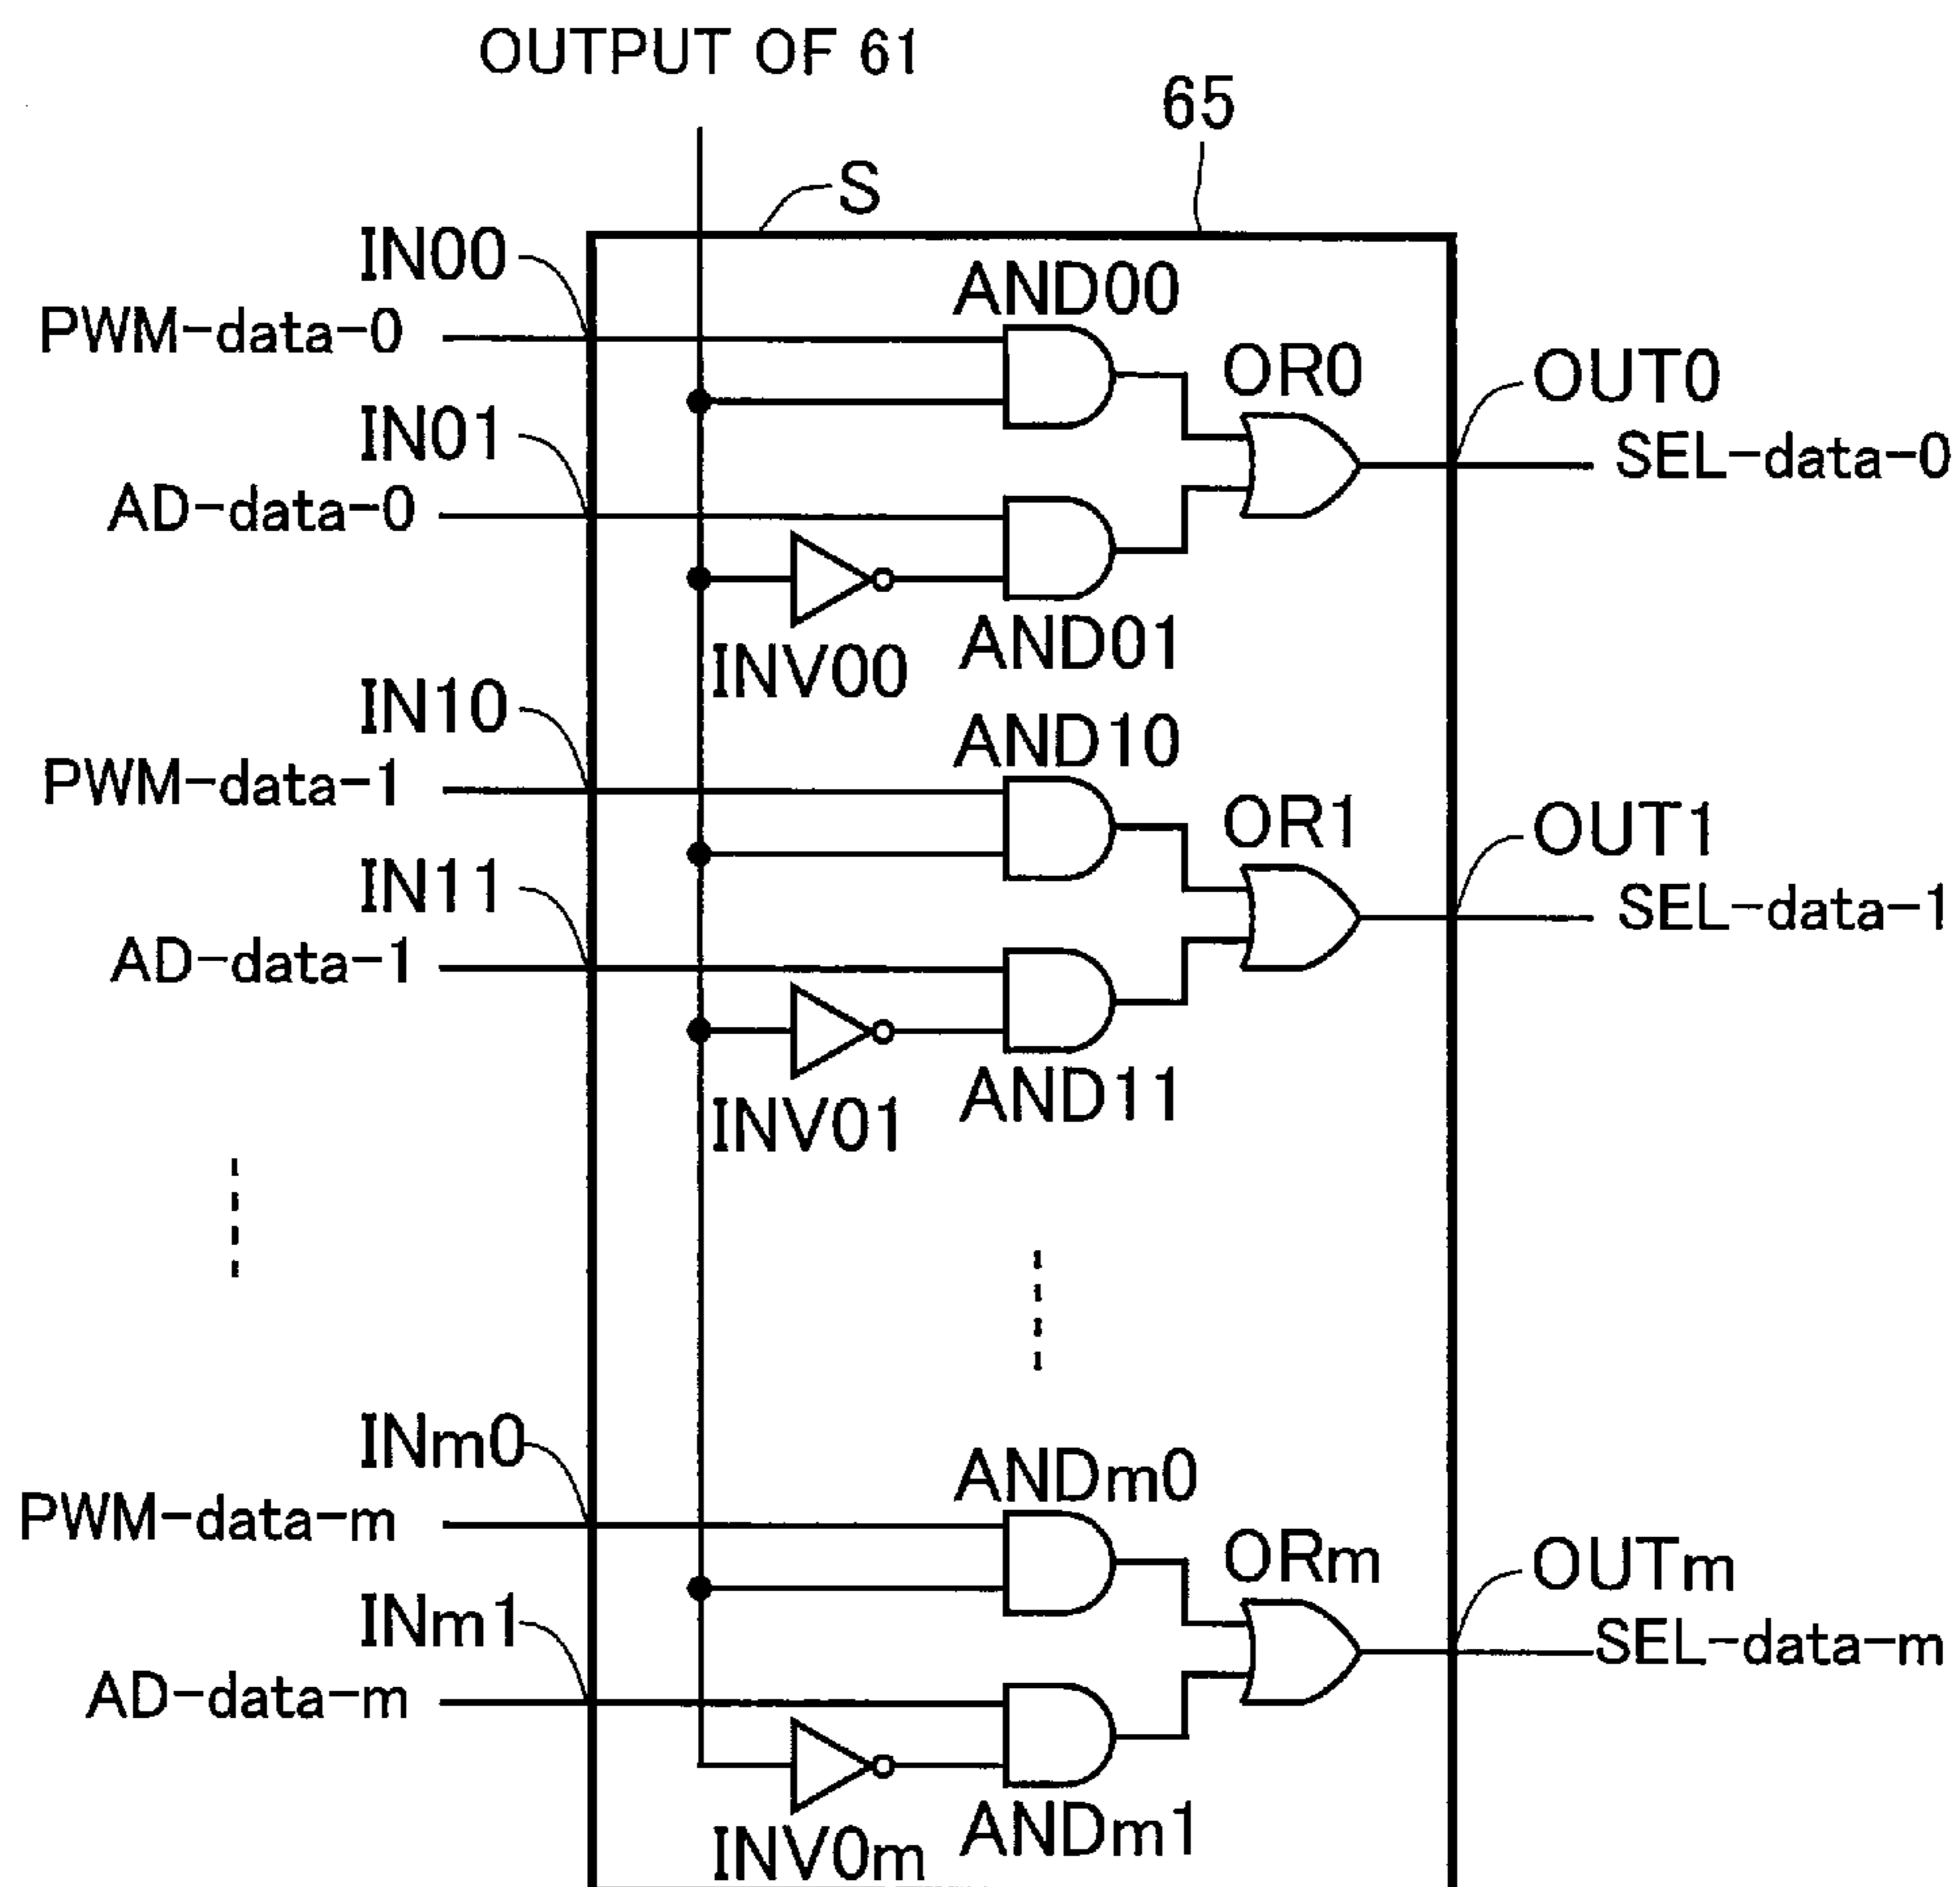 OUTPUT OF 61
65
S
IN00
AND00
PWM-data-0
OR0
OUT0
IN01
SEL-data-0
AD-data-0
AND01
INV00
IN10
AND10
PWM-data-1
OR1
OUT1
IN11
SEL-data-1
AD-data-1
AND11
INV01
INm0
ANDm0
PWM-data-m
ORm
OUTm
INm1
SEL-data-m
AD-data-m
ANDm1
INV0m